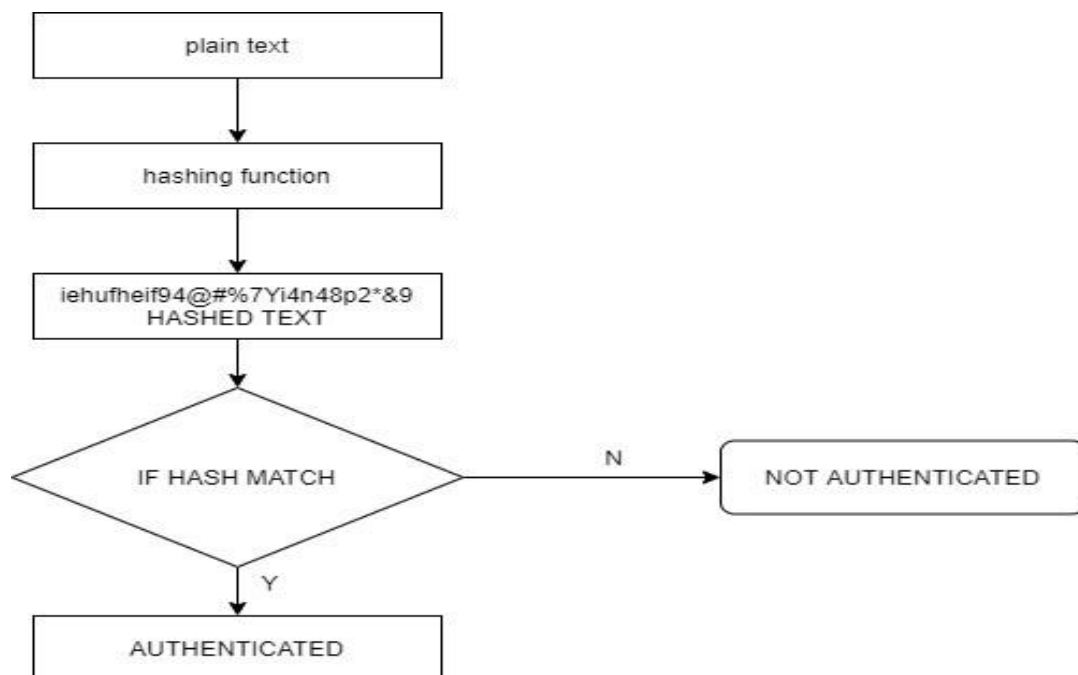 plain text
hashing function
iehufheif94@#%7Yi4n48p2*&9
HASHED TEXT
IF HASH MATCH
N
NOT AUTHENTICATED
Y
AUTHENTICATED